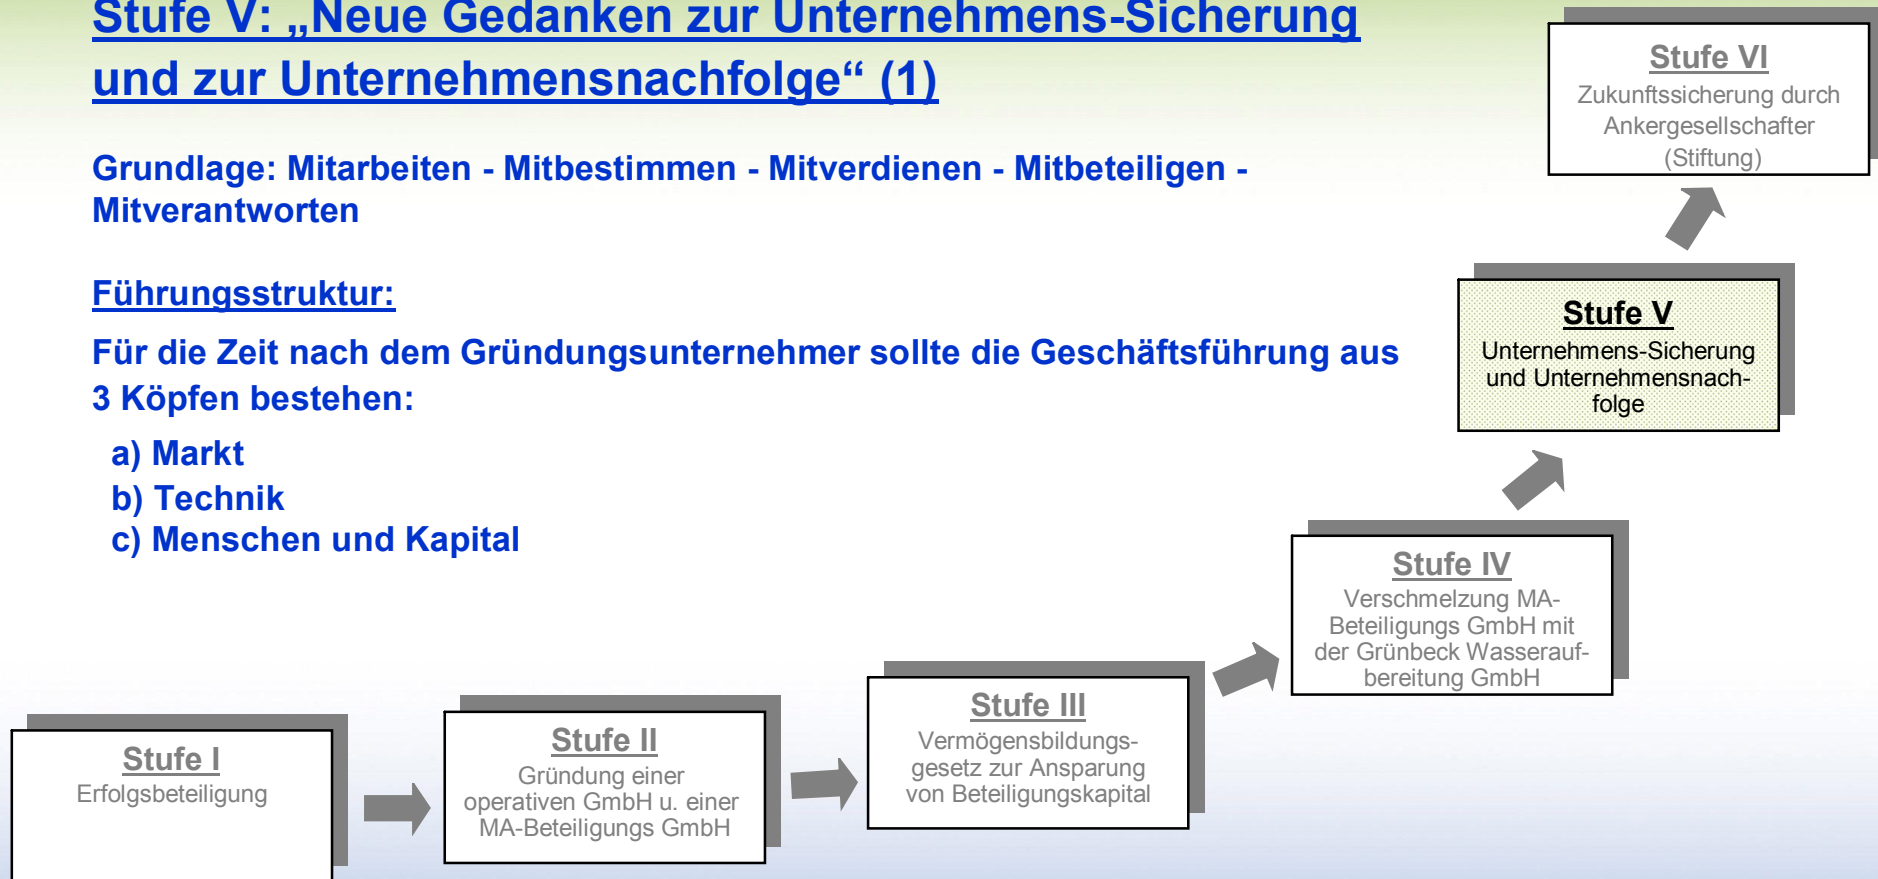 Stufe V: „Neue Gedanken zur Unternehmens-Sicherung
und zur Unternehmensnachfolge“ (1)
Grundlage: Mitarbeiten - Mitbestimmen - Mitverdienen - Mitbeteiligen -
Mitverantworten
Führungsstruktur:
Für die Zeit nach dem Gründungsunternehmer sollte die Geschäftsführung aus
3 Köpfen bestehen:
a) Markt
b) Technik
c) Menschen und Kapital
Stufe I
Erfolgsbeteiligung
Stufe II
Gründung einer
operativen GmbH u. einer
MA-Beteiligungs GmbH
Stufe III
Vermögensbildungs-
gesetz zur Ansparung
von Beteiligungskapital
Stufe IV
Verschmelzung MA-
Beteiligungs GmbH mit
der Grünbeck Wasserauf-
bereitung GmbH
Stufe V
Unternehmens-Sicherung
und Unternehmensnach-
folge
Stufe VI
Zukunftssicherung durch
Ankergesellschafter
(Stiftung)